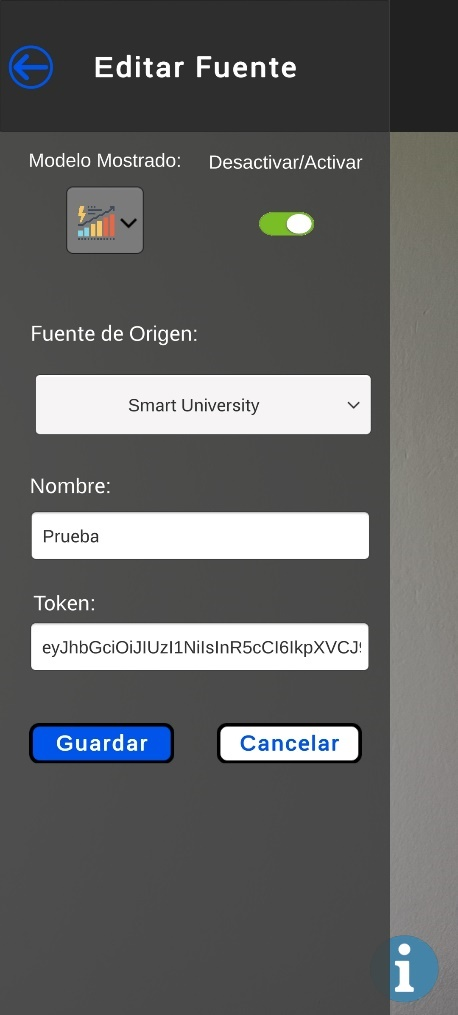 Editar Fuente
Modelo Mostrado:
Desactivar/Activar
Fuente de Origen:
Smart University
Nombre:
Prueba
Token:
eyJhbGciOiJIUzI1NiIsInR5cCI6IkpXVCJ9
Guardar
Cancelar
i